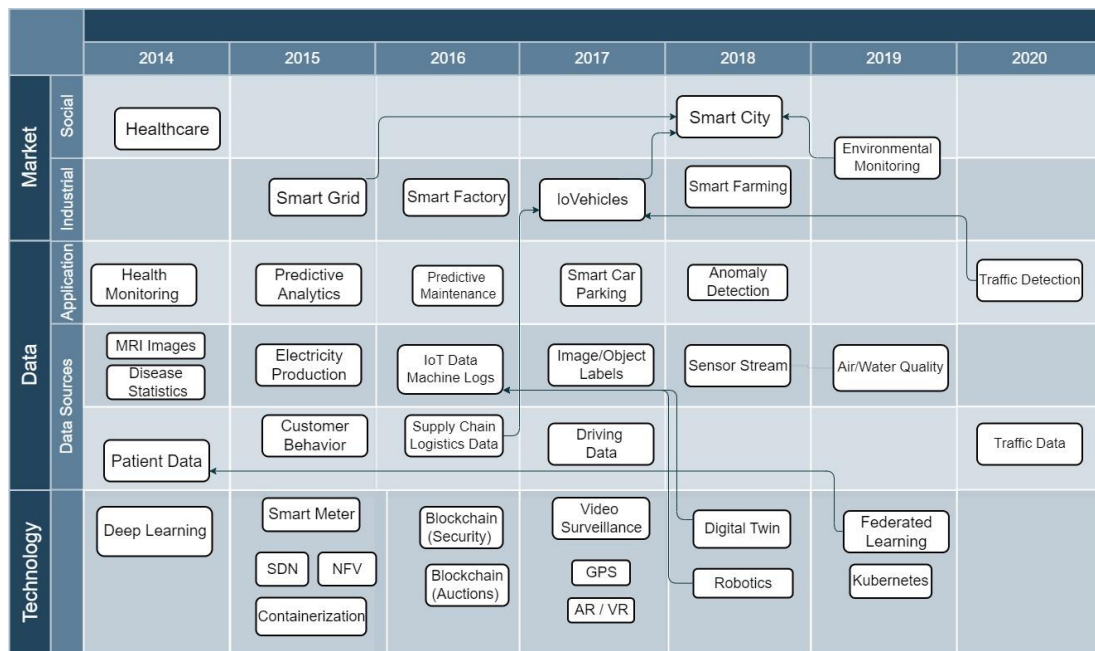 2014 2015 2016 2017 2018 2019 2020
Market
Social
Healthcare
Smart City
Environmental
Monitoring
Industrial
Smart Grid
Smart Factory
IoVehicles
Smart Farming
Data
Application
Health
Monitoring
Predictive
Analytics
Predictive
Maintenance
Smart Car
Parking
Anomaly
Detection
Traffic Detection
Data Sources
MRI Images
Disease
Statistics
Electricity
Production
IoT Data
Machine Logs
Image/Object
Labels
Sensor Stream
Air/Water Quality
Patient Data
Customer
Behavior
Supply Chain
Logistics Data
Driving
Data
Traffic Data
Technology
Deep Learning
Smart Meter
SDN
NFV
Containerization
Blockchain
(Security)
Blockchain
(Auctions)
Video
Surveillance
GPS
AR / VR
Digital Twin
Robotics
Federated
Learning
Kubernetes